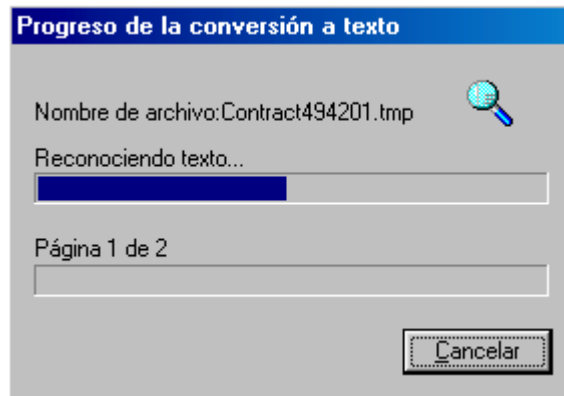 Progreso de la conversión a texto
Nombre de archivo:Contract494201.tmp
Reconociendo texto...
Página 1 de 2
Cancelar